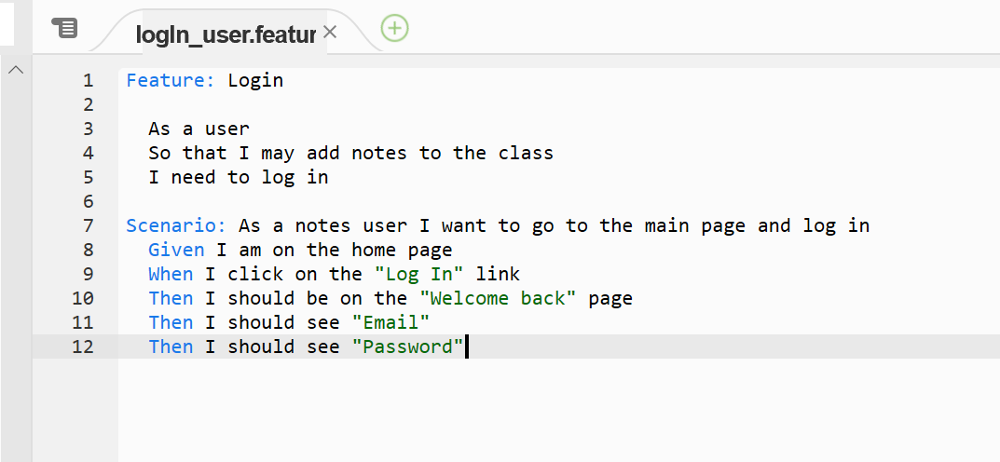 logIn_user.featur
1 Feature: Login
2
3 As a user
4 So that I may add notes to the class
5 I need to log in
6
7 Scenario: As a notes user I want to go to the main page and log in
8 Given I am on the home page
9 When I click on the "Log In" link
10 Then I should be on the "Welcome back" page
11 Then I should see "Email"
12 Then I should see "Password"